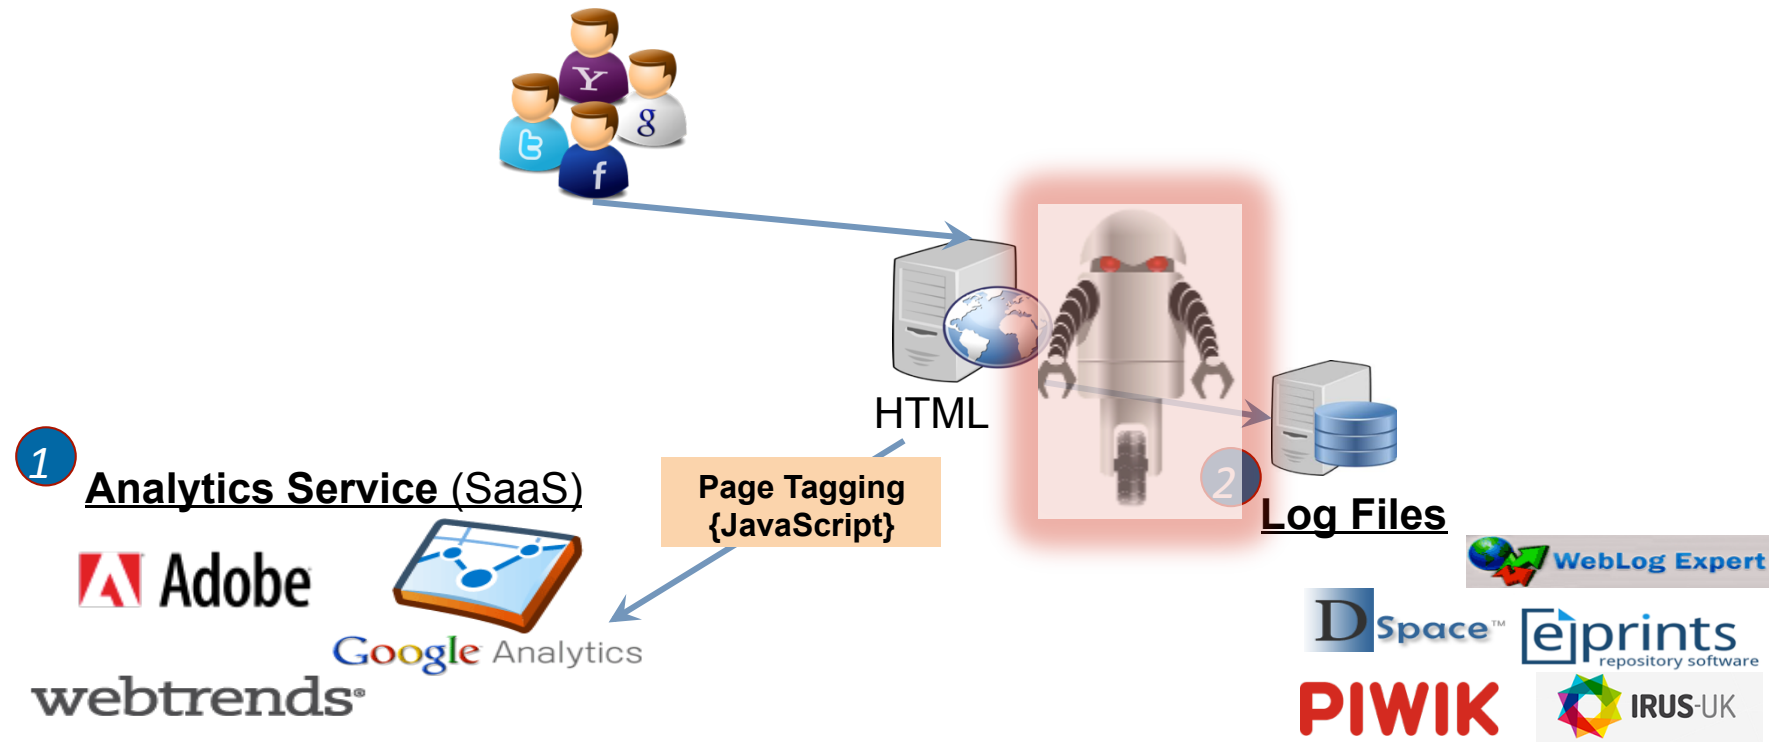 Y
g
t
f
HTML
1
Analytics Service (SaaS)
Page Tagging
{JavaScript}
2
Log Files
Adobe
Google Analytics
webtrends®
WebLog Expert
DSpace™
eprints
repository software
PIWIK
IRUS-UK